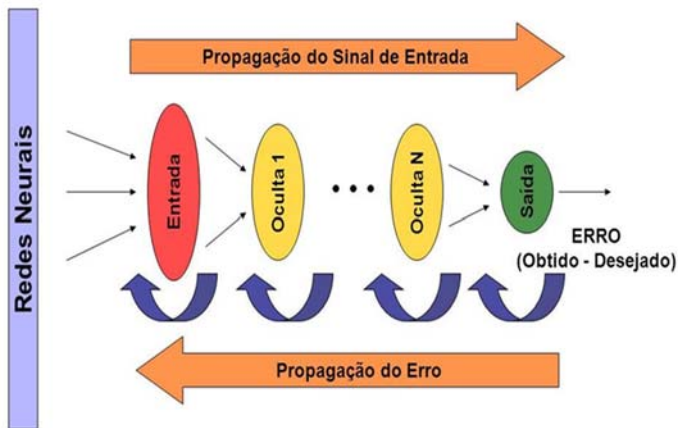 Redes Neurais
Propagação do Sinal de Entrada
Entrada
Oculta 1
Oculta N
Saída
ERRO
(Obtido - Desejado)
Propagação do Erro